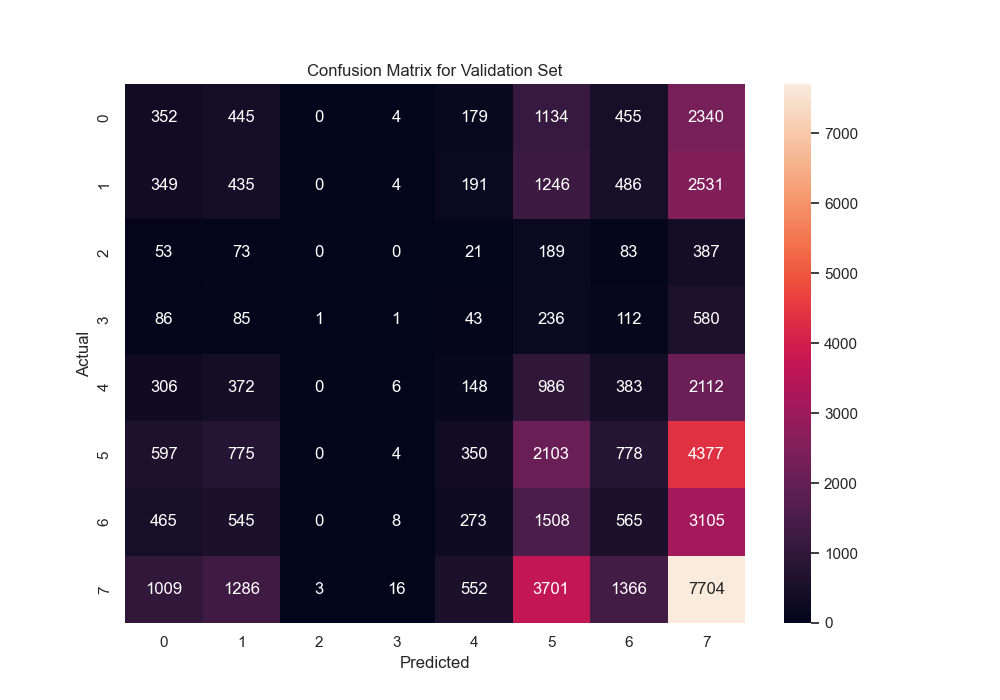 Confusion Matrix for Validation Set
0 352 445 0 4 179 1134 455 2340
1 349 435 0 4 191 1246 486 2531
2 53 73 0 0 21 189 83 387
3 86 85 1 1 43 236 112 580
4 306 372 0 6 148 986 383 2112
5 597 775 0 4 350 2103 778 4377
6 465 545 0 8 273 1508 565 3105
7 1009 1286 3 16 552 3701 1366 7704
0 1 2 3 4 5 6 7
Predicted
Actual
7000
6000
5000
4000
3000
2000
1000
0